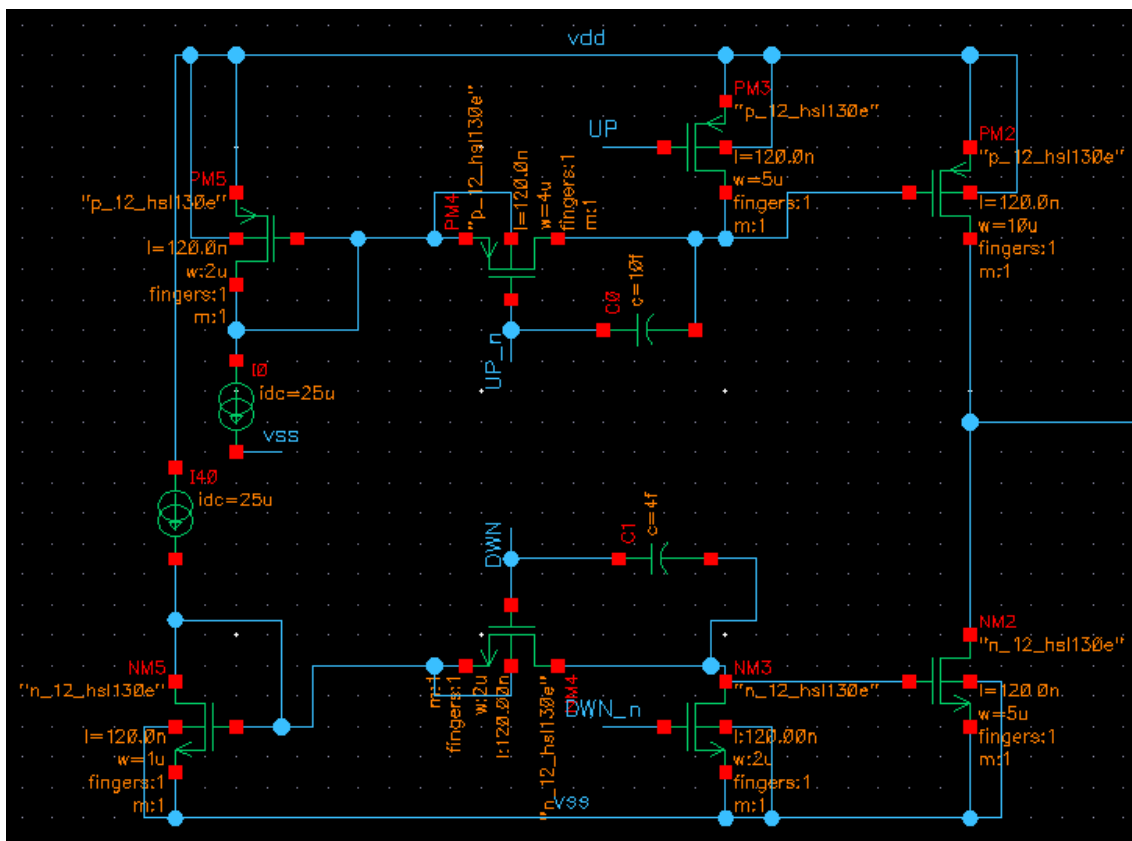 vdd
PM3
"p_12_hsl130e"
UP
l=120.0n
w=5u
fingers:1
m:1
PM2
"p_12_hsl130e"
l=120.0n
w=10u
fingers:1
m:1
PM5
"p_12_hsl130e"
l=120.0n
w:2u
fingers:1
m:1
PM4
"p_12_hsl130e"
l=120.0n
w=4u
fingers:1
m:1
C0
c=10f
UP_n
I0
idc=25u
vss
I40
idc=25u
DWN
C1
c=4f
NM5
"n_12_hsl130e"
l=120.0n
w=1u
fingers:1
m:1
m:1
fingers:1
w:2u
l:120.00n
"n_12_hsl130e"
DWN_n
NM3
"n_12_hsl130e"
l:120.00n
w:2u
fingers:1
m:1
NM2
"n_12_hsl130e"
l=120.0n
w=5u
fingers:1
m:1
vss